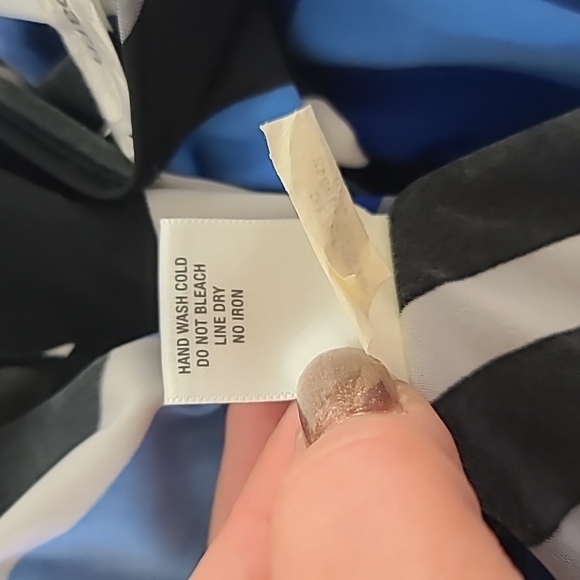 HAND WASH COLD
DO NOT BLEACH
LINE DRY
NO IRON